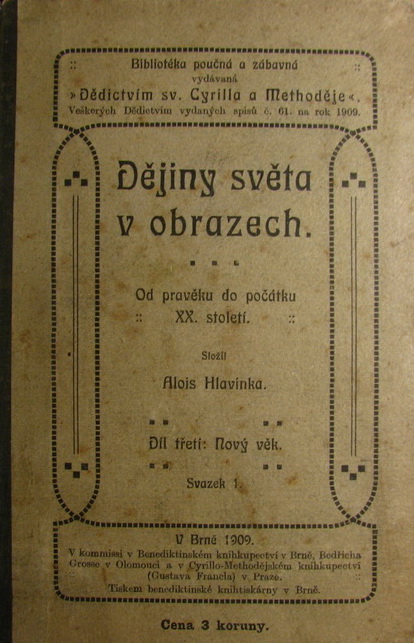 Bibliotéka poučná a zábavná
vydávaná
»Dědictvím sv. Cyrilla a Methoděje«.
Veškerých Dědictvím vydaných spisů č. 61. na rok 1909.
Dějiny světa
v obrazech.
Od pravěku do počátku
XX. století.
Složil
Alois Hlavinka.
Díl třetí: Nový věk.
Svazek 1.
V Brně 1909.
V kommissi v Benediktinském knihkupectví v Brně, Bedřicha
Grosse v Olomouci a v Cyrillo-Methodějském knihkupectví
(Gustava Francla) v Praze.
Tiskem benediktinské knihtiskárny v Brně.
Cena 3 koruny.